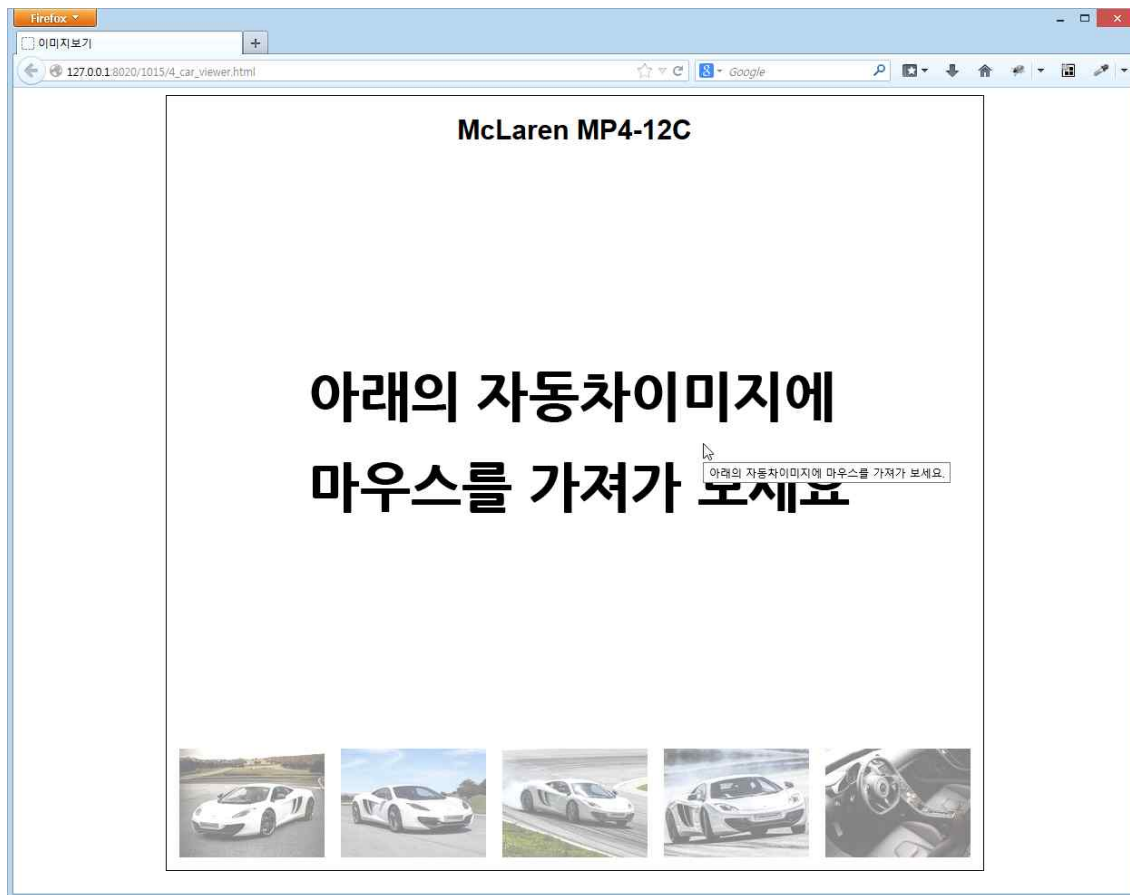 Firefox
이미지보기
127.0.0.1:8020/1015/4_car_viewer.html
Google
McLaren MP4-12C
아래의 자동차이미지에
마우스를 가져가 보세요
아래의 자동차이미지에 마우스를 가져가 보세요.